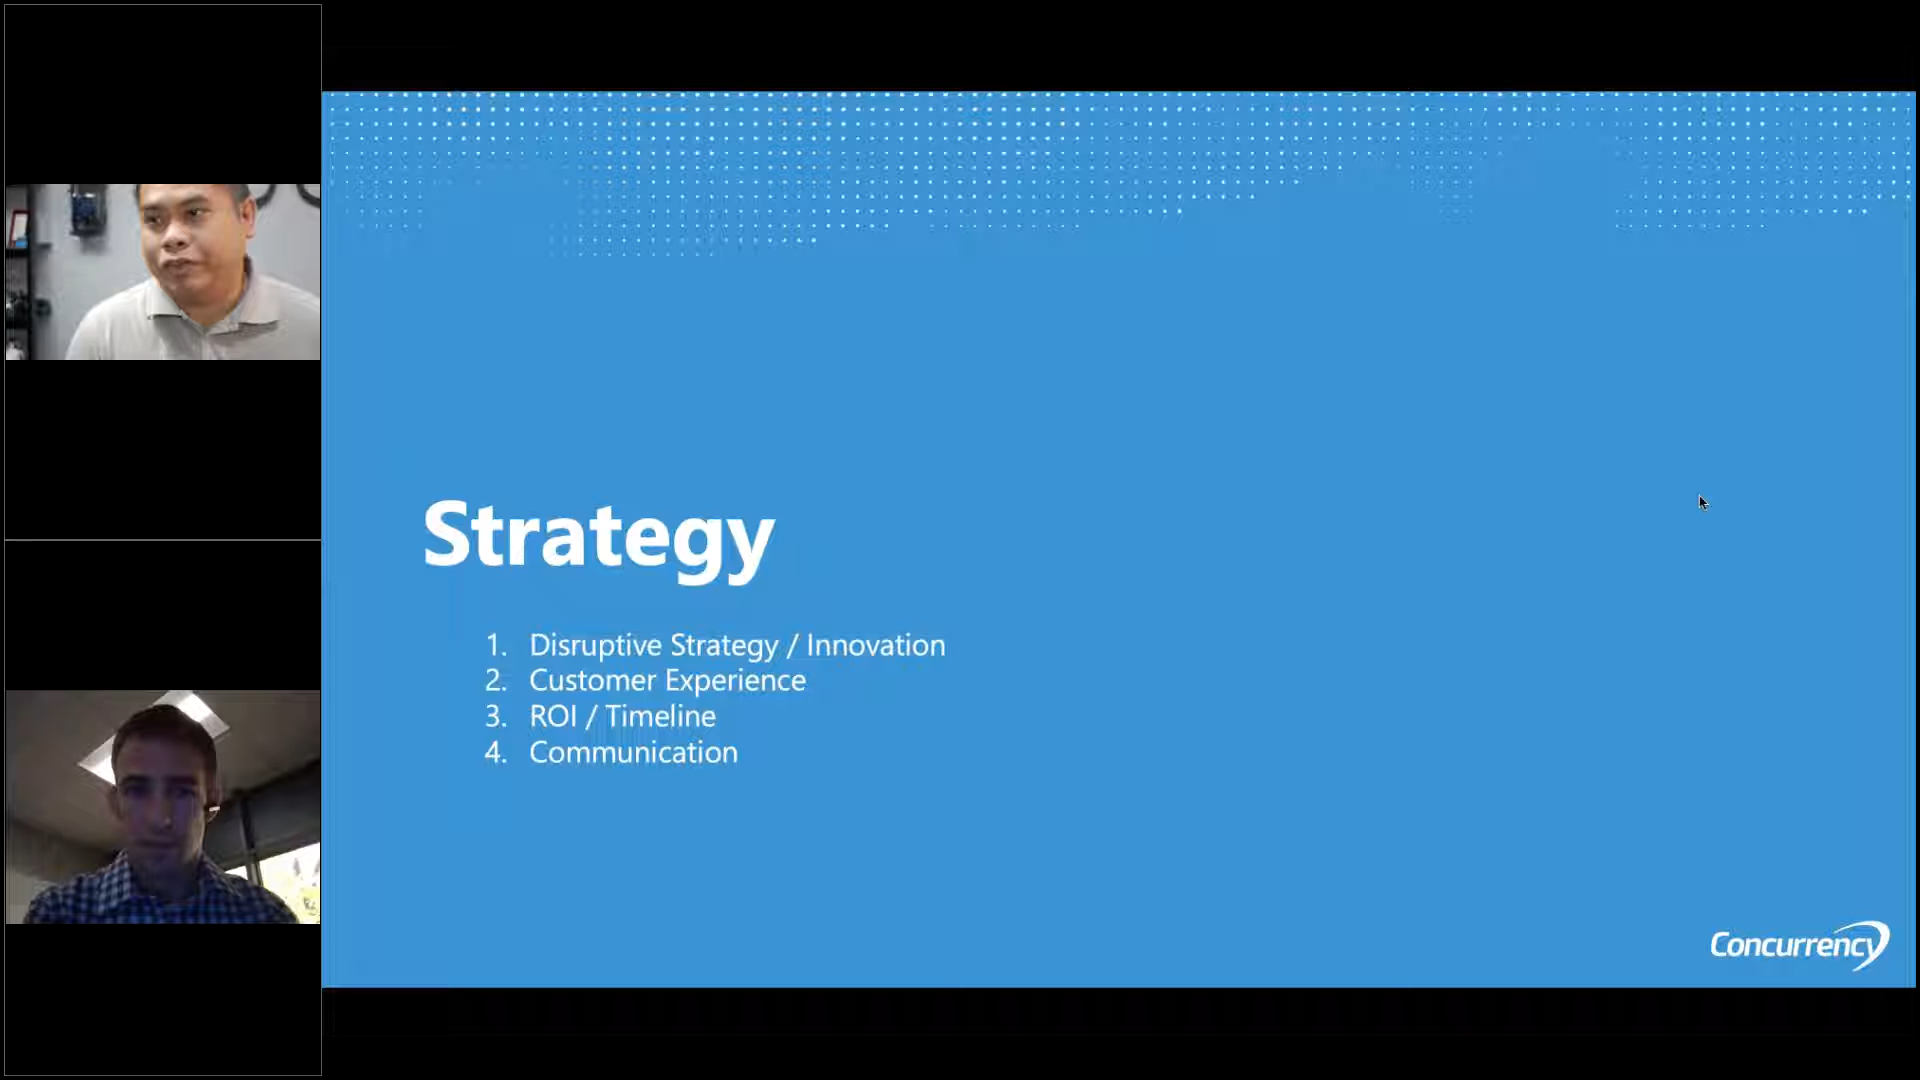 Strategy
1. Disruptive Strategy / Innovation
2. Customer Experience
3. ROI / Timeline
4. Communication
Concurrency